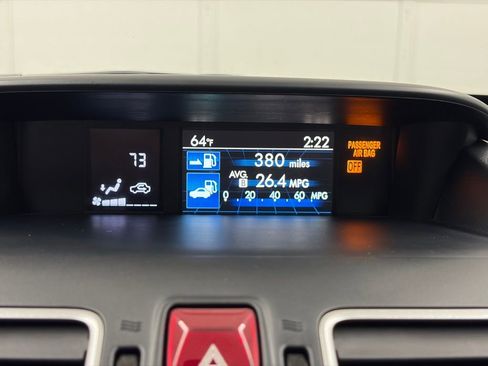 64°F 2:22
73
380 miles
AVG. B 26.4 MPG
0 20 40 60 MPG
PASSENGER
AIR BAG
OFF